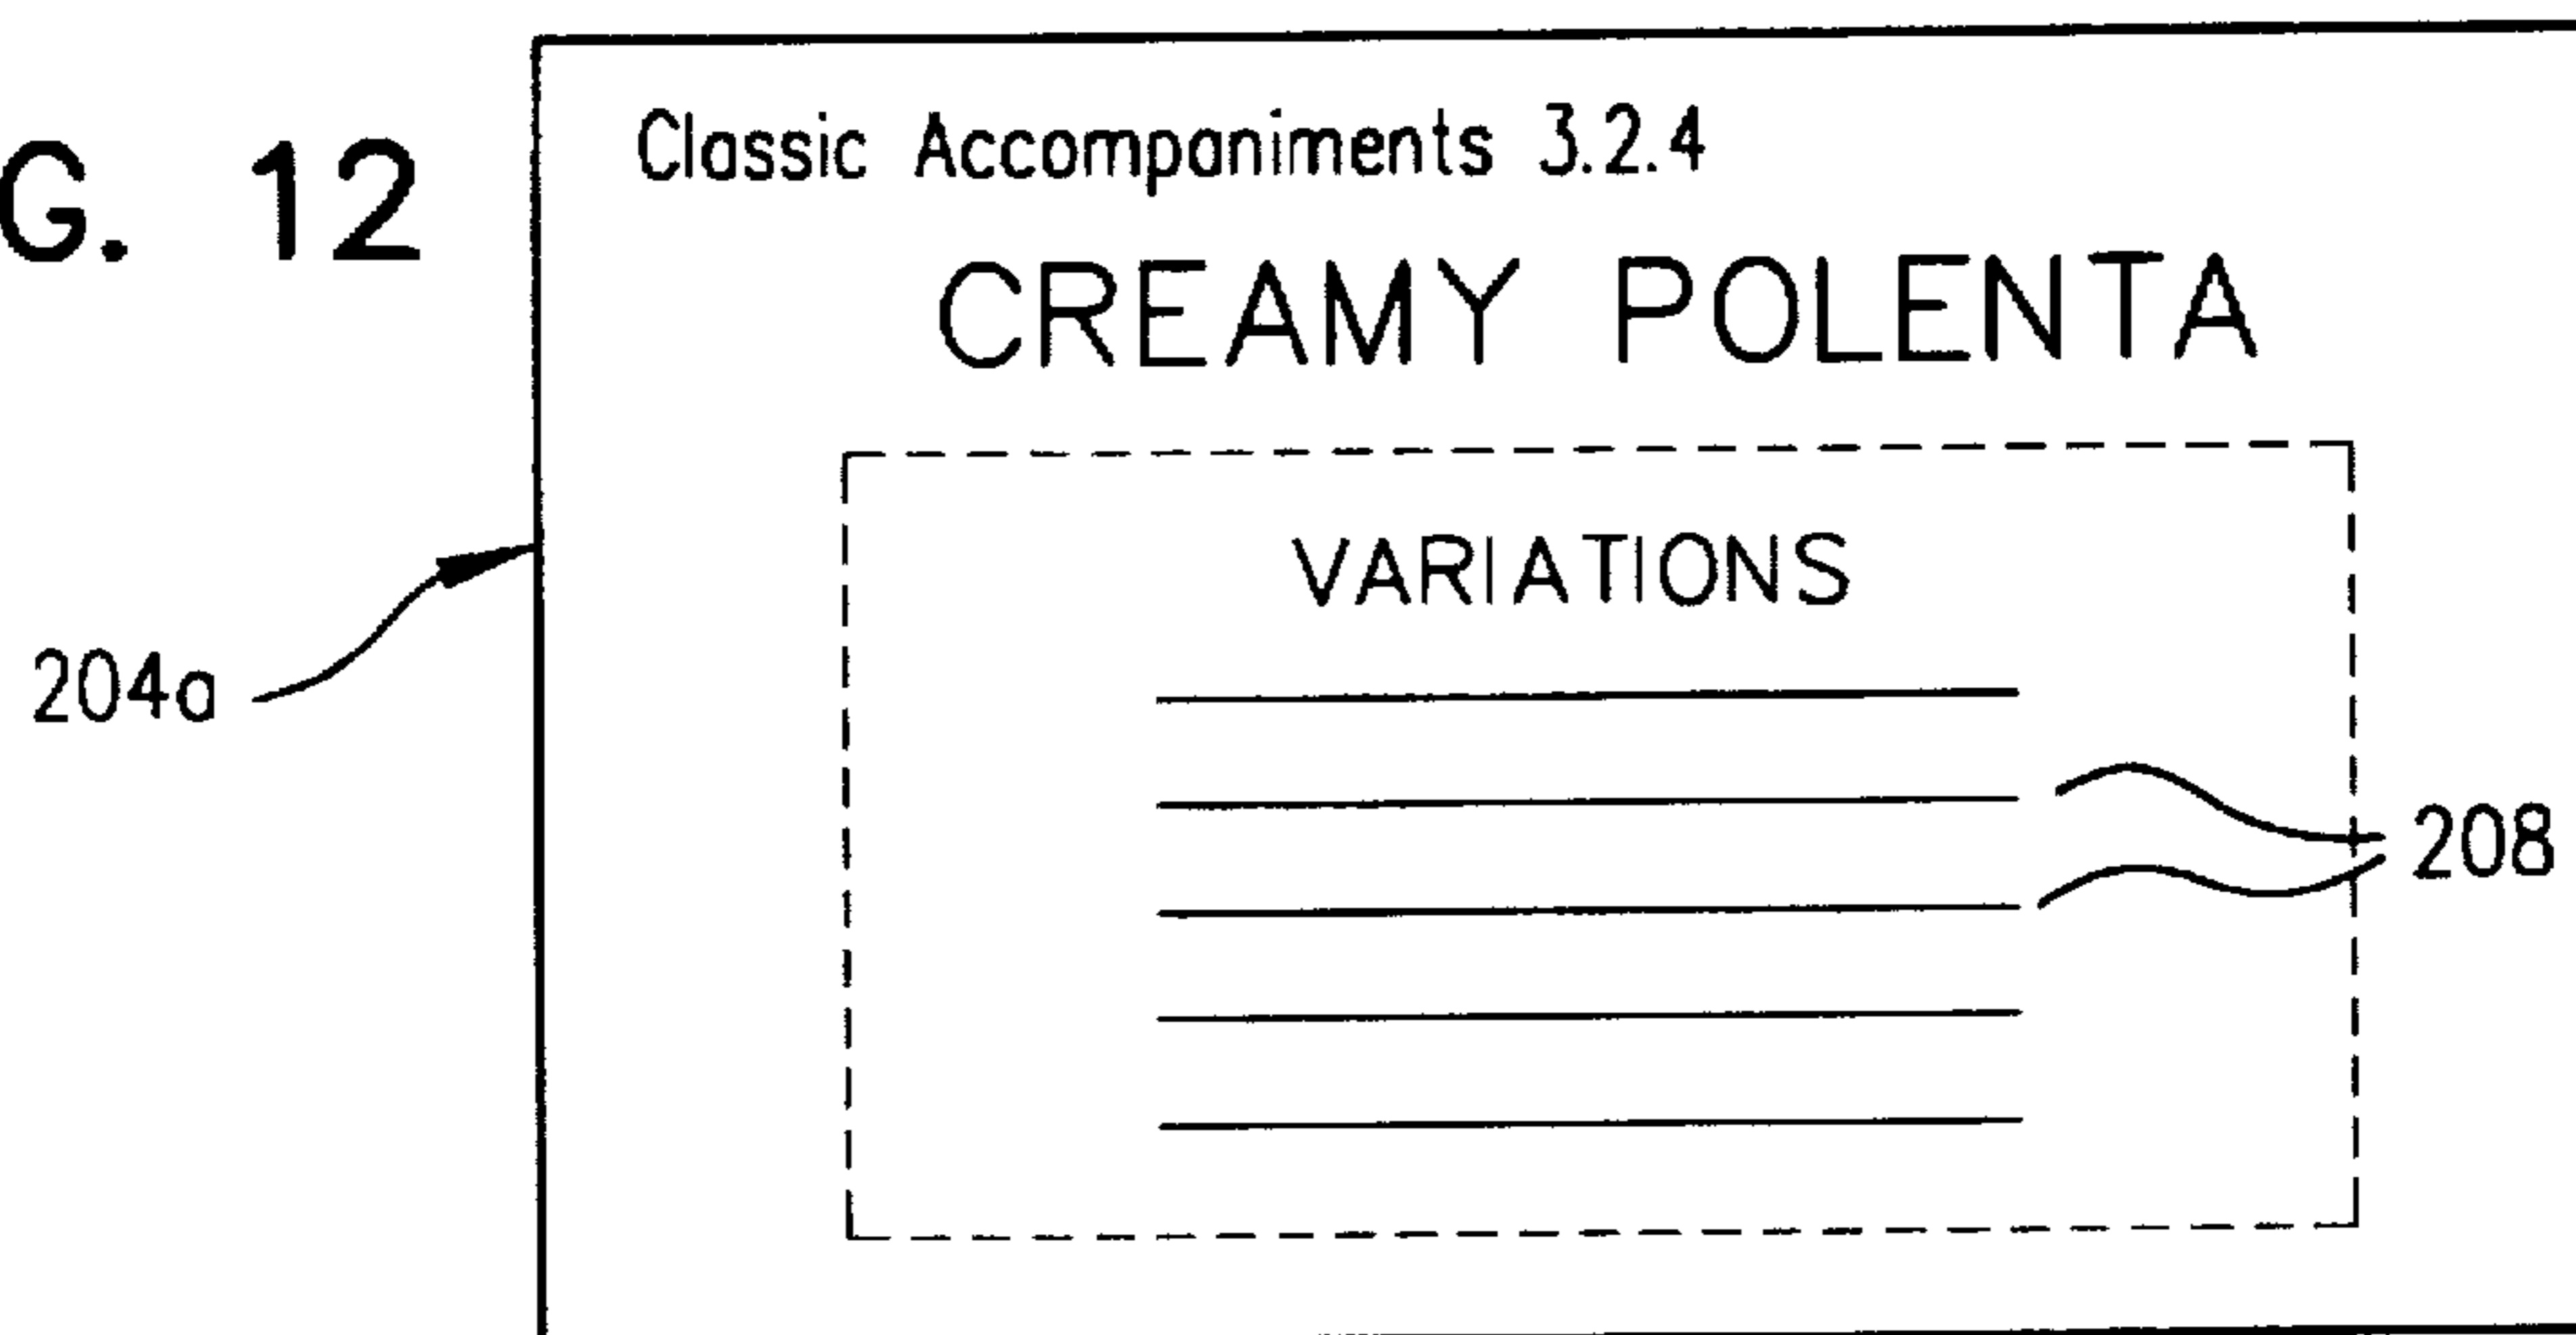 G. 12
Classic Accompaniments 3.2.4
CREAMY POLENTA
VARIATIONS
204a
208